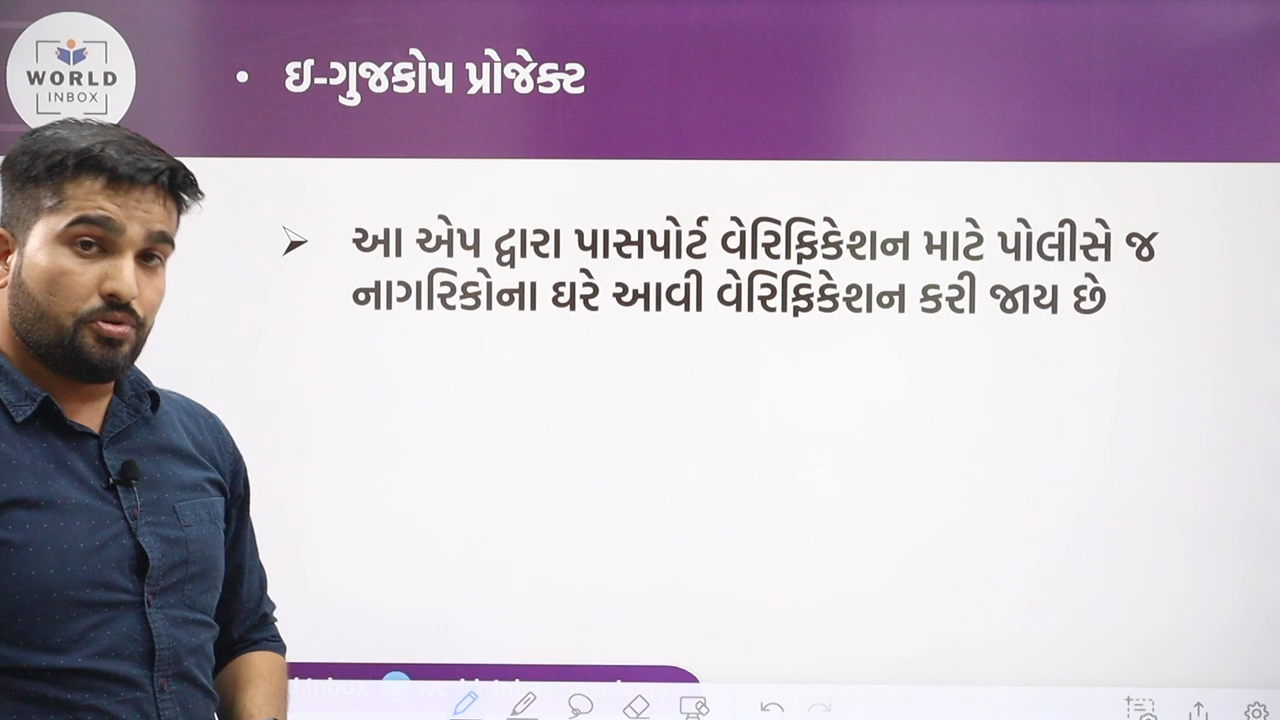 WORLD
INBOX
• ઇ-ગુજકોપ પ્રોજેક્ટ
➢ આ એપ દ્વારા પાસપોર્ટ વેરિફિકેશન માટે પોલીસે જ
નાગરિકોના ઘરે આવી વેરિફિકેશન કરી જાય છે